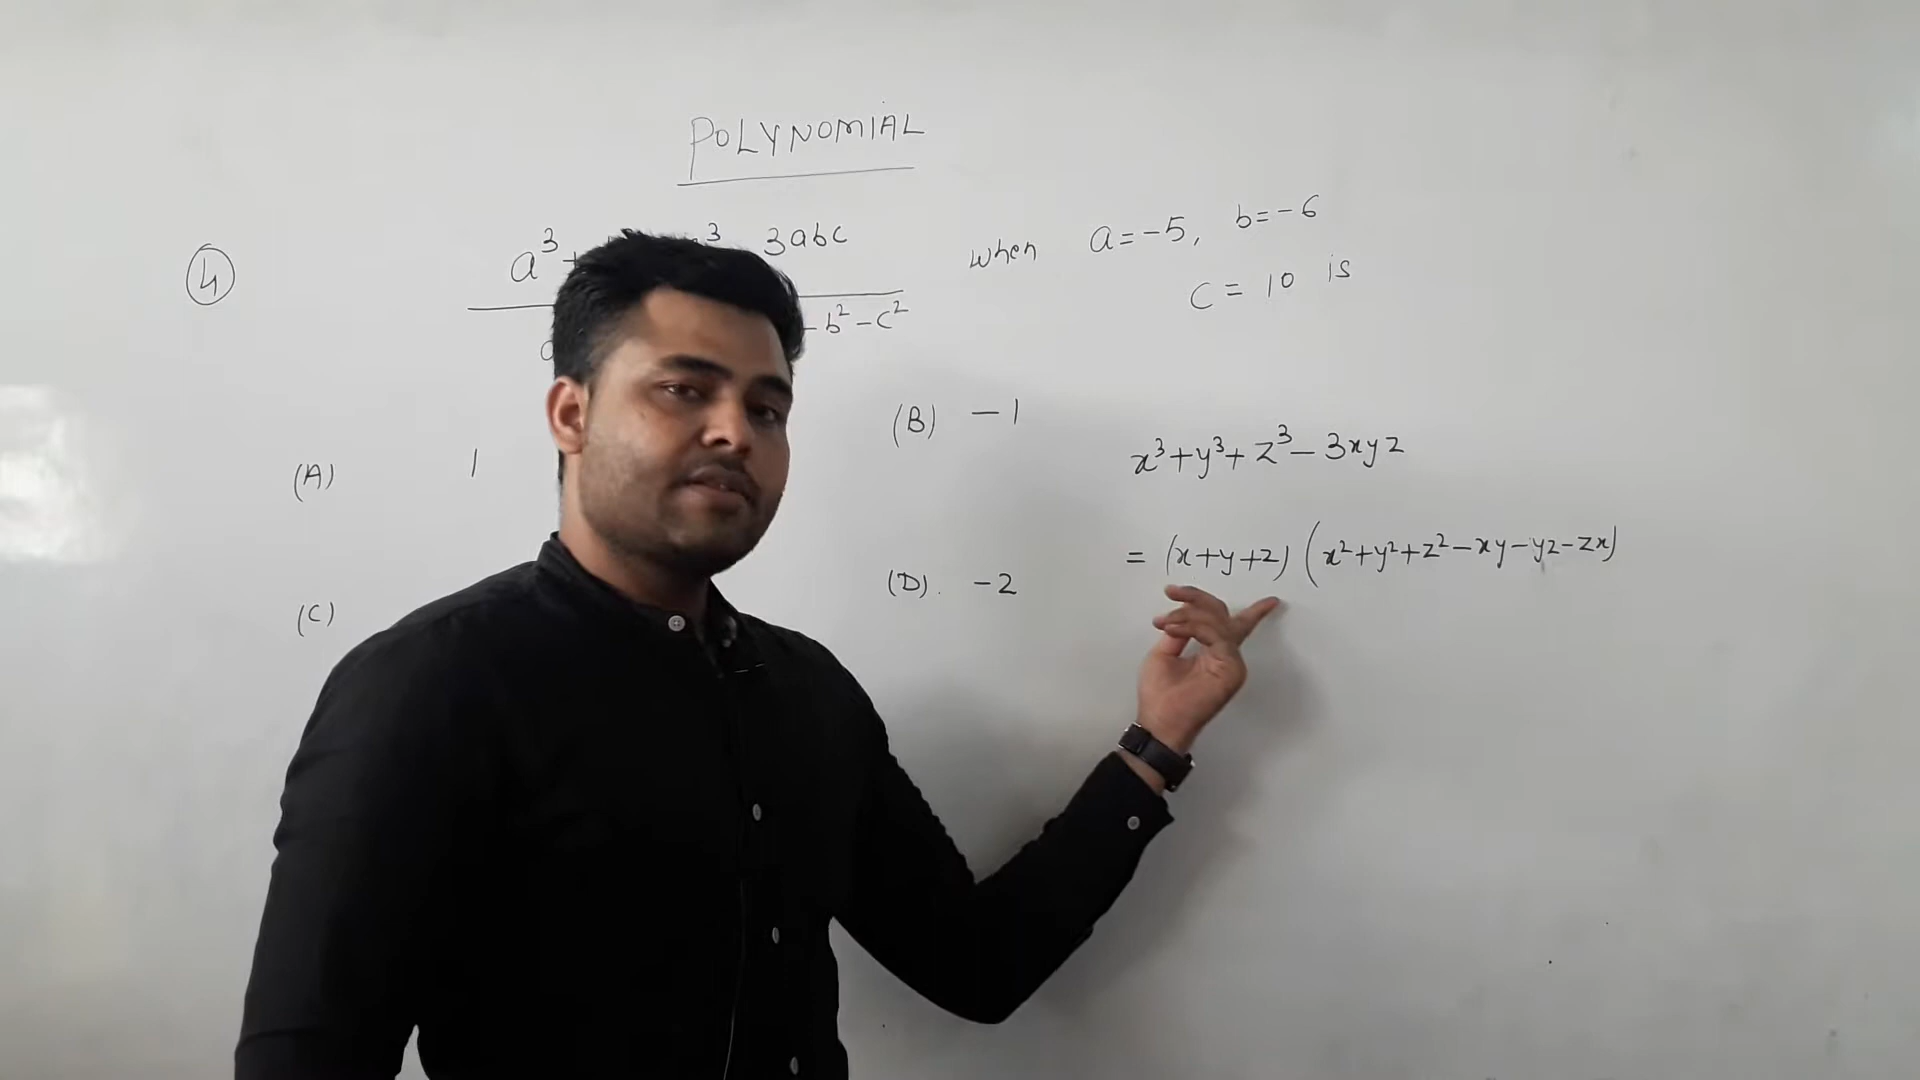 POLYNOMIAL
(4) a³+ ³ 3abc when a=-5, b=-6
a - b²-c² c = 10 is
(A) 1 (B) -1
x³+y³+z³-3xyz
= (x+y+z) (x²+y²+z²-xy-yz-zx)
(C) (D). -2